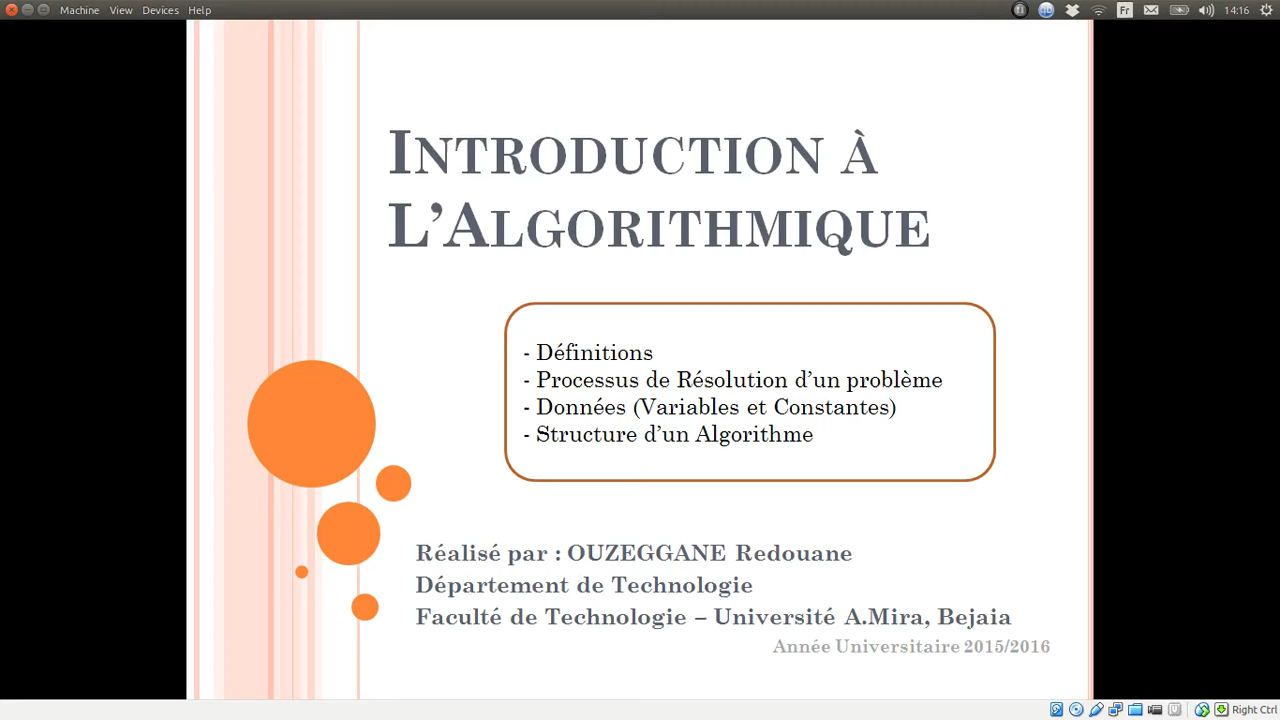 Machine View Devices Help
Fr
14:16
Introduction à
L’Algorithmique
- Définitions
- Processus de Résolution d’un problème
- Données (Variables et Constantes)
- Structure d’un Algorithme
Réalisé par : OUZEGGANE Redouane
Département de Technologie
Faculté de Technologie – Université A.Mira, Bejaia
Année Universitaire 2015/2016
Right Ctrl